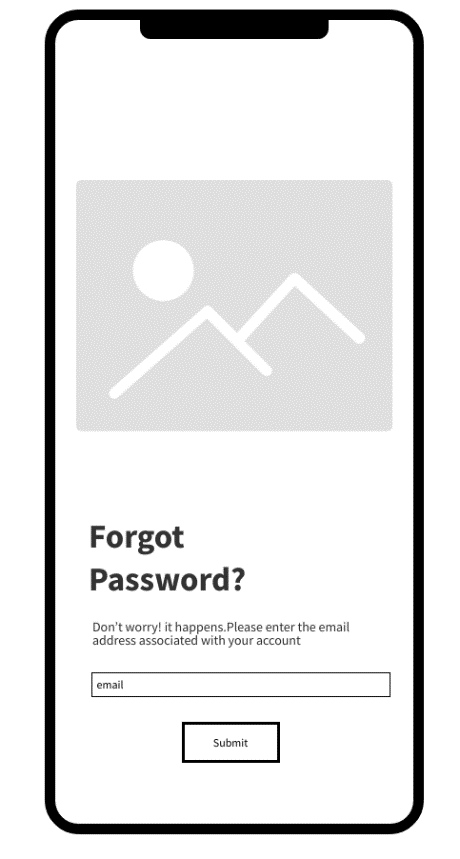 Forgot
Password?
Don't worry! it happens.Please enter the email
address associated with your account
email
Submit